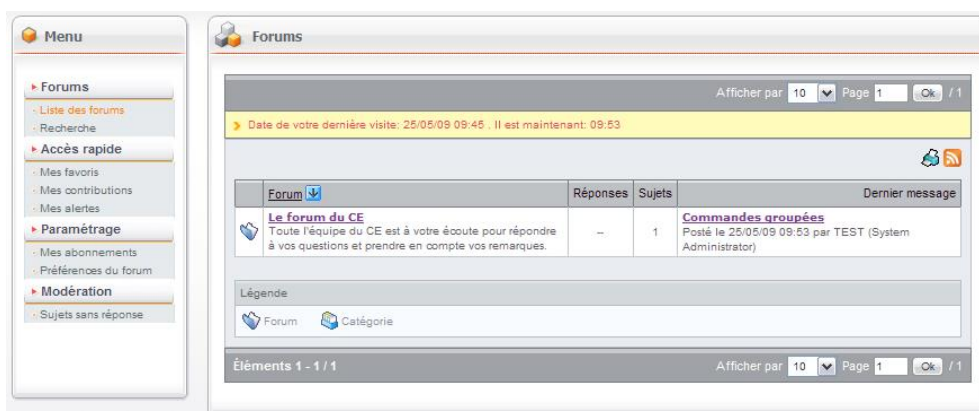 Menu
Forums
Liste des forums
Recherche
Accès rapide
Mes favoris
Mes contributions
Mes alertes
Paramétrage
Mes abonnements
Préférences du forum
Modération
Sujets sans réponse
Forums
Afficher par 10 Page 1 Ok / 1
Date de votre dernière visite: 25/05/09 09:45 . Il est maintenant: 09:53
Forum Réponses Sujets Dernier message
Le forum du CE
Toute l'équipe du CE est à votre écoute pour répondre
à vos questions et prendre en compte vos remarques.
-- 1
Commandes groupées
Posté le 25/05/09 09:53 par TEST (System
Administrator)
Légende
Forum Catégorie
Éléments 1 - 1 / 1 Afficher par 10 Page 1 Ok / 1